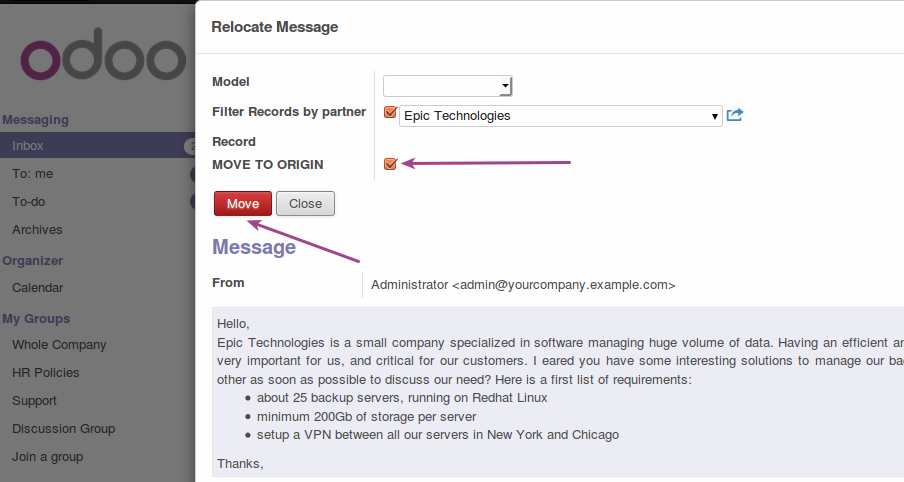 odoo
Messaging
Inbox
To: me
To-do
Archives
Organizer
Calendar
My Groups
Whole Company
HR Policies
Support
Discussion Group
Join a group
Relocate Message
Model
Filter Records by partner
Epic Technologies
Record
MOVE TO ORIGIN
Move Close
Message
From
Administrator <admin@yourcompany.example.com>
Hello,
Epic Technologies is a small company specialized in software managing huge volume of data. Having an efficient
very important for us, and critical for our customers. I eared you have some interesting solutions to manage our
other as soon as possible to discuss our need? Here is a first list of requirements:
• about 25 backup servers, running on Redhat Linux
• minimum 200Gb of storage per server
• setup a VPN between all our servers in New York and Chicago
Thanks,